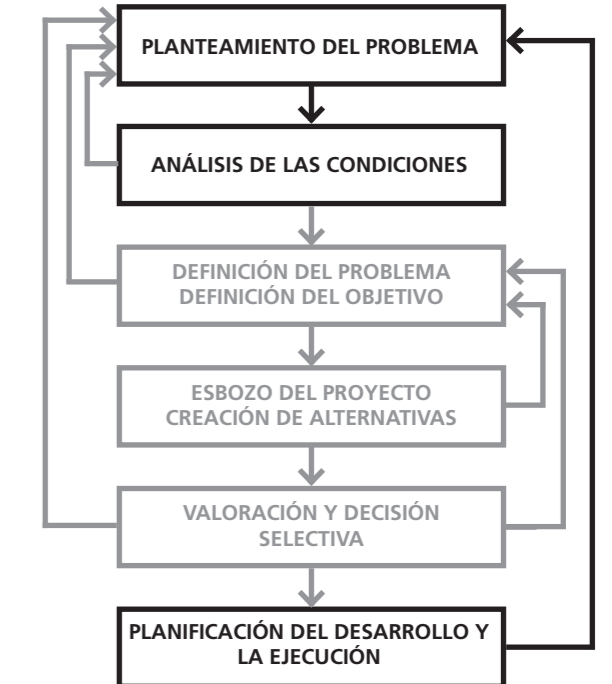 PLANTEAMIENTO DEL PROBLEMA
ANÁLISIS DE LAS CONDICIONES
DEFINICIÓN DEL PROBLEMA
DEFINICIÓN DEL OBJETIVO
ESBOZO DEL PROYECTO
CREACIÓN DE ALTERNATIVAS
VALORACIÓN Y DECISIÓN
SELECTIVA
PLANIFICACIÓN DEL DESARROLLO Y
LA EJECUCIÓN